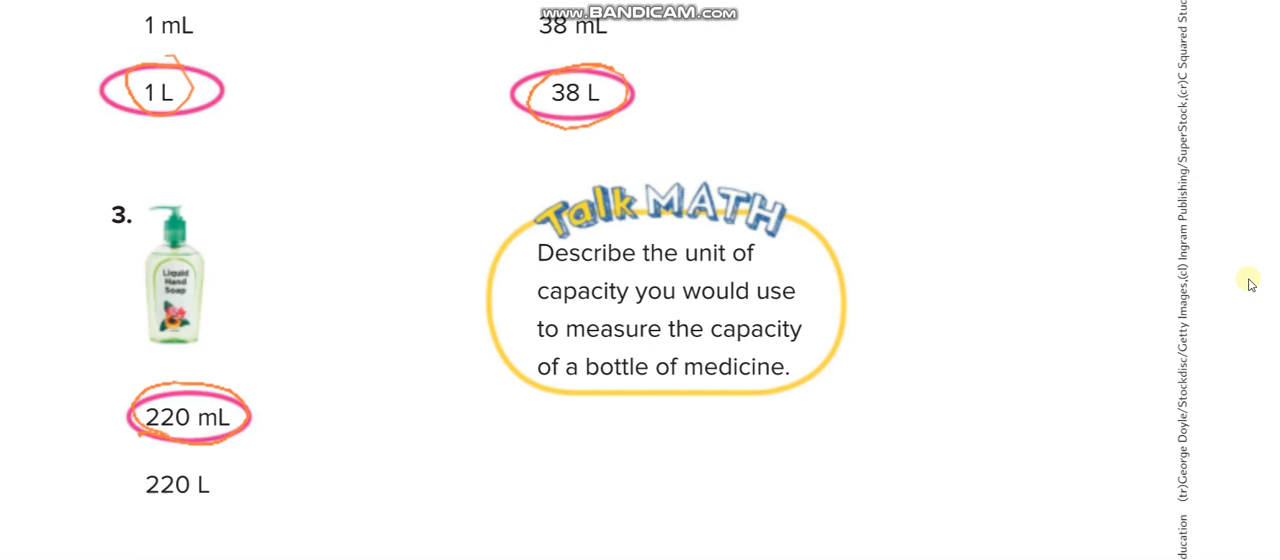 www.BANDICAM.com
1 mL
38 mL
1 L
38 L
3.
Liquid
Hand
Soap
Talk MATH
Describe the unit of
capacity you would use
to measure the capacity
of a bottle of medicine.
220 mL
220 L
ducation (tr)George Doyle/Stockdisc/Getty Images,(cl) Ingram Publishing/SuperStock,(cr)C Squared Stuc